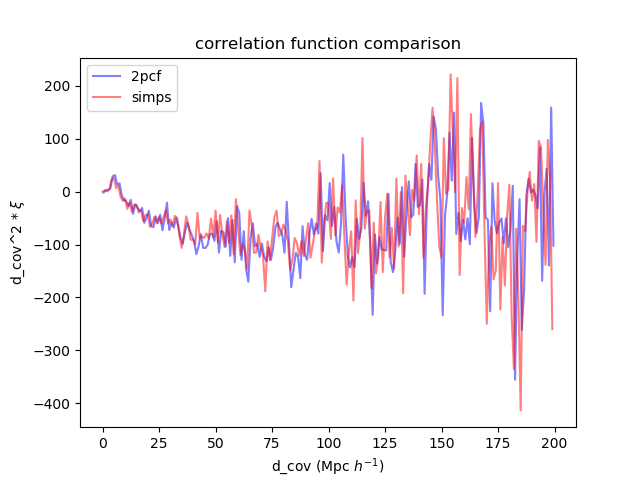 correlation function comparison
2pcf
simps
200
100
0
−100
−200
−300
−400
d_cov^2 * ξ
0 25 50 75 100 125 150 175 200
d_cov (Mpc h⁻¹)